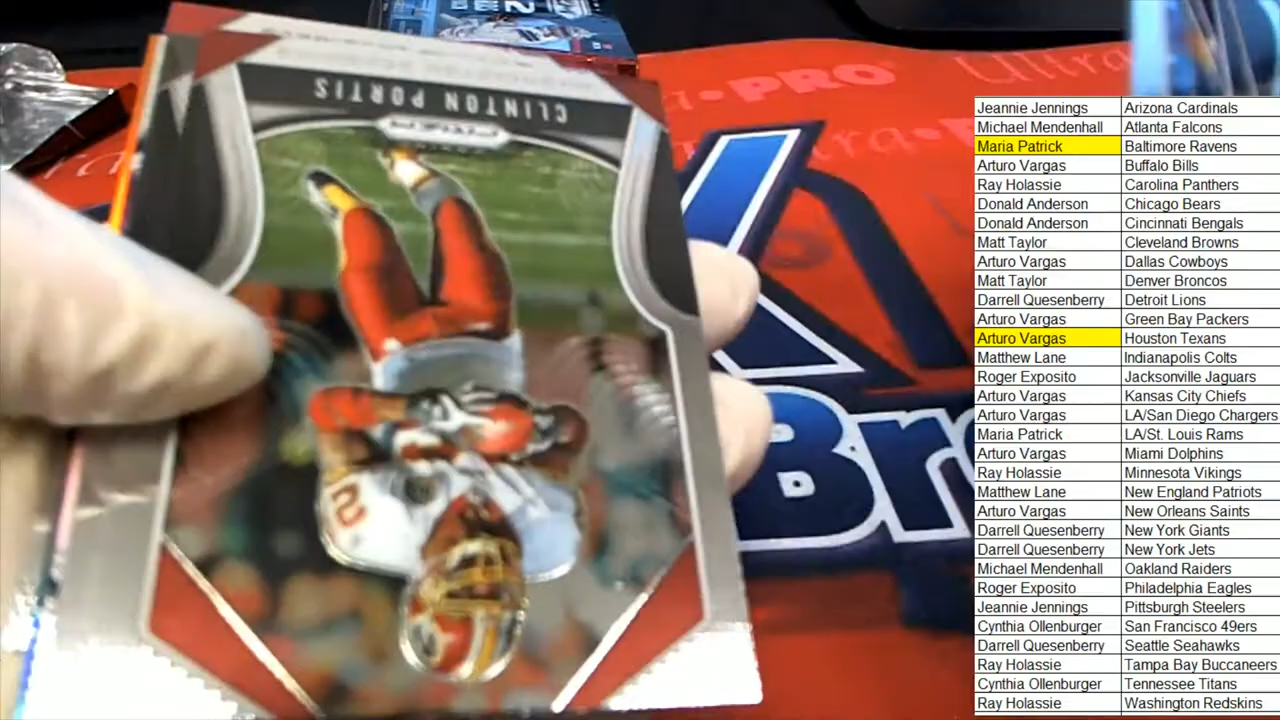 CLINTON PORTIS
PRIZM
2
a•PRO
Ultra
Ultra•P
Br
Jeannie Jennings Arizona Cardinals
Michael Mendenhall Atlanta Falcons
Maria Patrick Baltimore Ravens
Arturo Vargas Buffalo Bills
Ray Holassie Carolina Panthers
Donald Anderson Chicago Bears
Donald Anderson Cincinnati Bengals
Matt Taylor Cleveland Browns
Arturo Vargas Dallas Cowboys
Matt Taylor Denver Broncos
Darrell Quesenberry Detroit Lions
Arturo Vargas Green Bay Packers
Arturo Vargas Houston Texans
Matthew Lane Indianapolis Colts
Roger Exposito Jacksonville Jaguars
Arturo Vargas Kansas City Chiefs
Arturo Vargas LA/San Diego Chargers
Maria Patrick LA/St. Louis Rams
Arturo Vargas Miami Dolphins
Ray Holassie Minnesota Vikings
Matthew Lane New England Patriots
Arturo Vargas New Orleans Saints
Darrell Quesenberry New York Giants
Darrell Quesenberry New York Jets
Michael Mendenhall Oakland Raiders
Roger Exposito Philadelphia Eagles
Jeannie Jennings Pittsburgh Steelers
Cynthia Ollenburger San Francisco 49ers
Darrell Quesenberry Seattle Seahawks
Ray Holassie Tampa Bay Buccaneers
Cynthia Ollenburger Tennessee Titans
Ray Holassie Washington Redskins